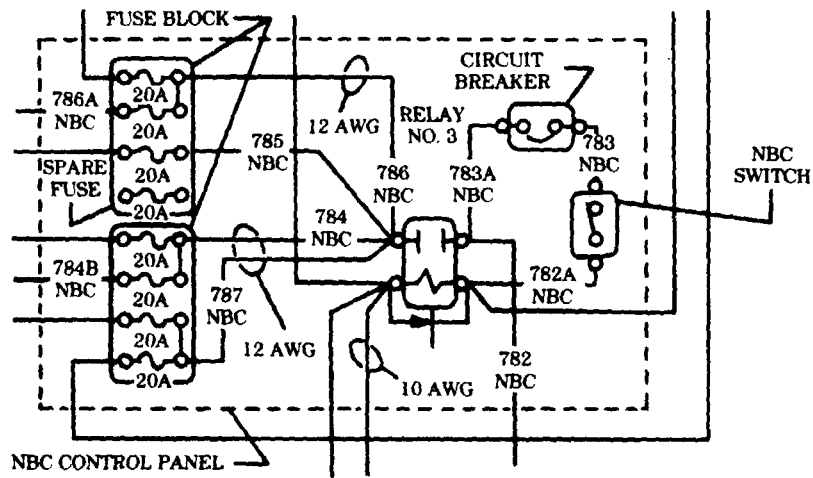 FUSE BLOCK
CIRCUIT
BREAKER
20A
786A
NBC
20A
12 AWG
RELAY
NO. 3
785
NBC
783
NBC
NBC
SWITCH
SPARE
FUSE
20A
786
NBC
783A
NBC
20A
784
NBC
784B
NBC
20A
782A
NBC
787
NBC
20A
20A
12 AWG
782
NBC
20A
10 AWG
NBC CONTROL PANEL